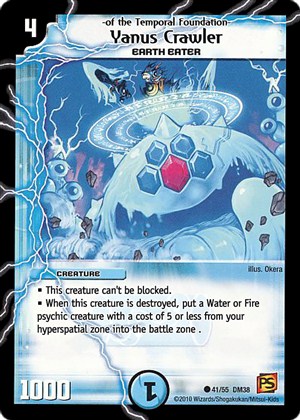 4
-of the Temporal Foundation-
Yanus Crawler
EARTH EATER
illus. Okera
CREATURE
▪ This creature can't be blocked.
▪ When this creature is destroyed, put a Water or Fire
psychic creature with a cost of 5 or less from your
hyperspatial zone into the battle zone .
1000
1
● 41/55 DM38
©2010 Wizards/Shogakukan/Mitsui-Kids
PS